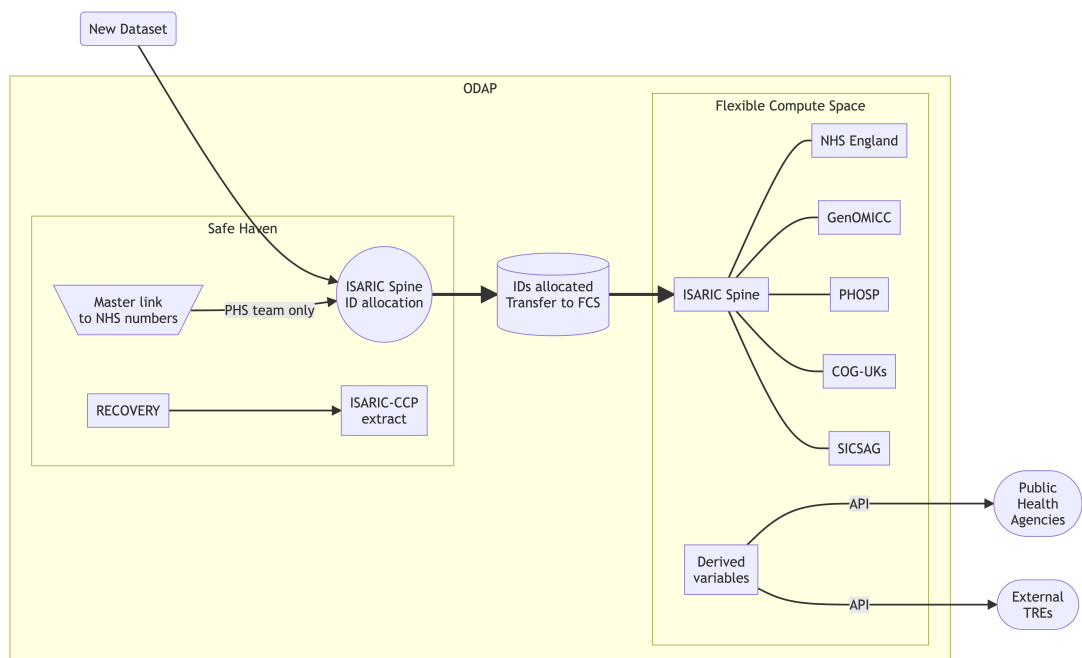 New Dataset
ODAP
Flexible Compute Space
NHS England
GenOMICC
Safe Haven
ISARIC Spine
ID allocation
IDs allocated
Transfer to FCS
ISARIC Spine
PHOSP
Master link
to NHS numbers
PHS team only
COG-UKs
RECOVERY
ISARIC-CCP
extract
SICSAG
API
Public
Health
Agencies
Derived
variables
API
External
TREs